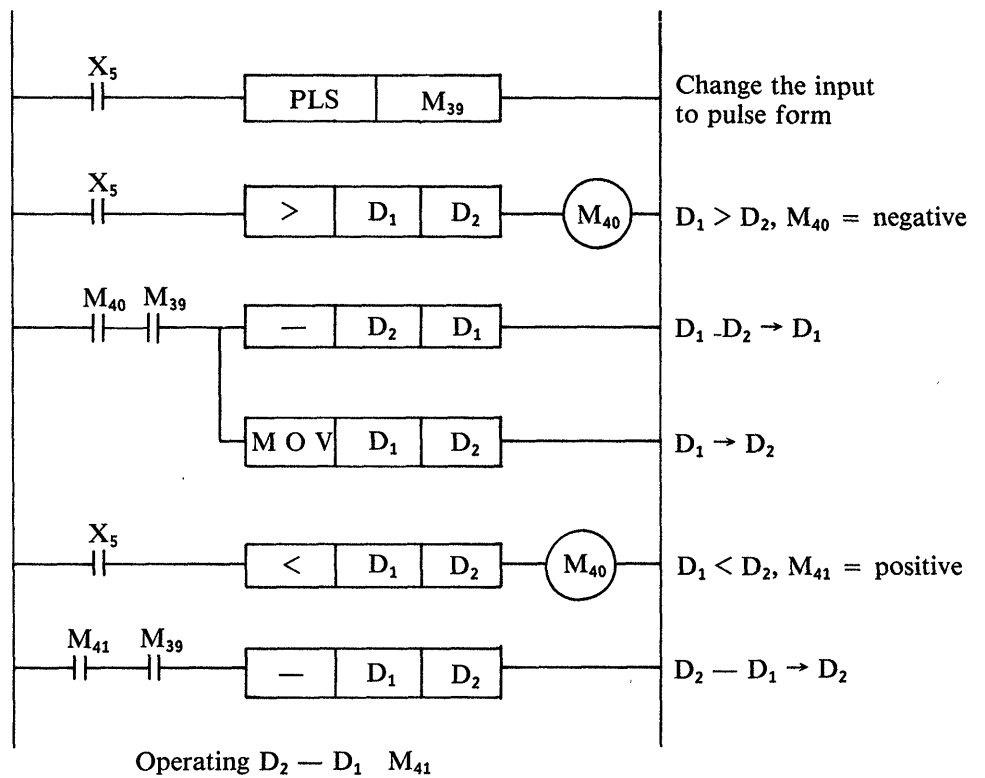 X₅
PLS M₃₉
Change the input
to pulse form
X₅
> D₁ D₂ M₄₀
D₁ > D₂, M₄₀ = negative
M₄₀ M₃₉
— D₂ D₁
D₁ - D₂ → D₁
M O V D₁ D₂
D₁ → D₂
X₅
< D₁ D₂ M₄₀
D₁ < D₂, M₄₁ = positive
M₄₁ M₃₉
— D₁ D₂
D₂ — D₁ → D₂
Operating D₂ — D₁ M₄₁